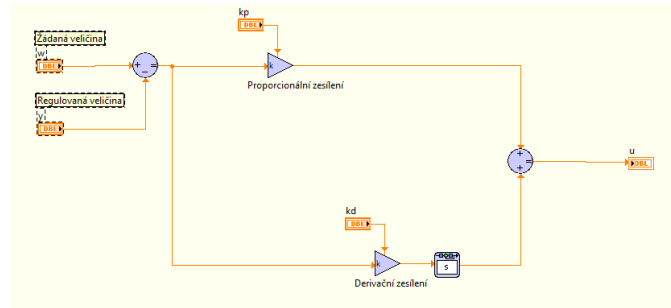 kp
DBL
Žádaná veličina
w
DBL
k
Proporcionální zesílení
Regulovaná veličina
y
DBL
u
DBL
kd
DBL
k
s
Derivační zesílení